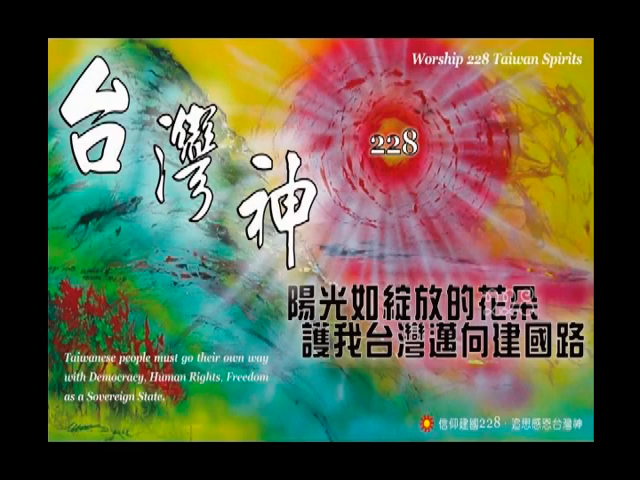 Worship 228 Taiwan Spirits
台灣神
228
陽光如綻放的花朵
護我台灣邁向建國路
Taiwanese people must go their own way
with Democracy, Human Rights, Freedom
as a Sovereign State.
信仰建國228．追思感恩台灣神